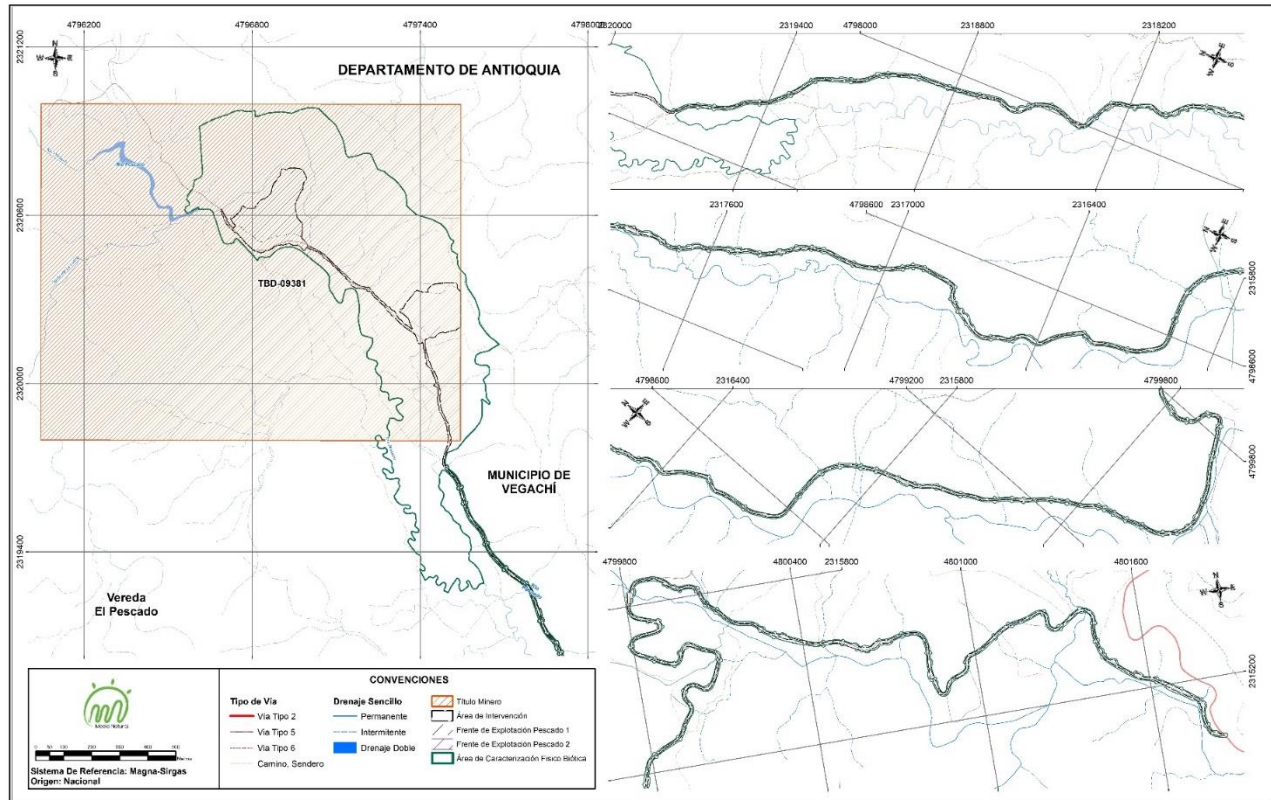 4796200
4796800
4797400
4798000
2321200
2320600
2320000
2319400
N
W
E
S
DEPARTAMENTO DE ANTIOQUIA
TBD-09381
MUNICIPIO DE
VEGACHÍ
Vereda
El Pescado
2320000
2319400
4798000
2318800
2318200
N
E
W
S
2317600
4798600
2317000
2316400
N
E
W
S
2315800
4798600
4798600
2316400
4799200
2315800
4799800
N
E
W
S
4799800
4799800
4800400
2315800
4801000
4801600
N
E
W
S
2315200
CONVENCIONES
Tipo de Vía
Vía Tipo 2
Vía Tipo 5
Vía Tipo 6
Camino, Sendero
Drenaje Sencillo
Permanente
Intermitente
Drenaje Doble
Título Minero
Área de Intervención
Frente de Explotación Pescado 1
Frente de Explotación Pescado 2
Área de Caracterización Físico Biótica
Sistema De Referencia: Magna-Sirgas
Origen: Nacional